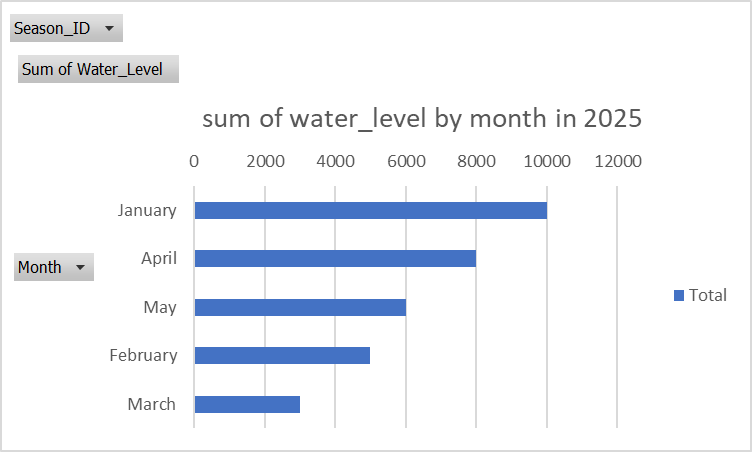 Season_ID
Sum of Water_Level
sum of water_level by month in 2025
0 2000 4000 6000 8000 10000 12000
January
April
Month
May
Total
February
March